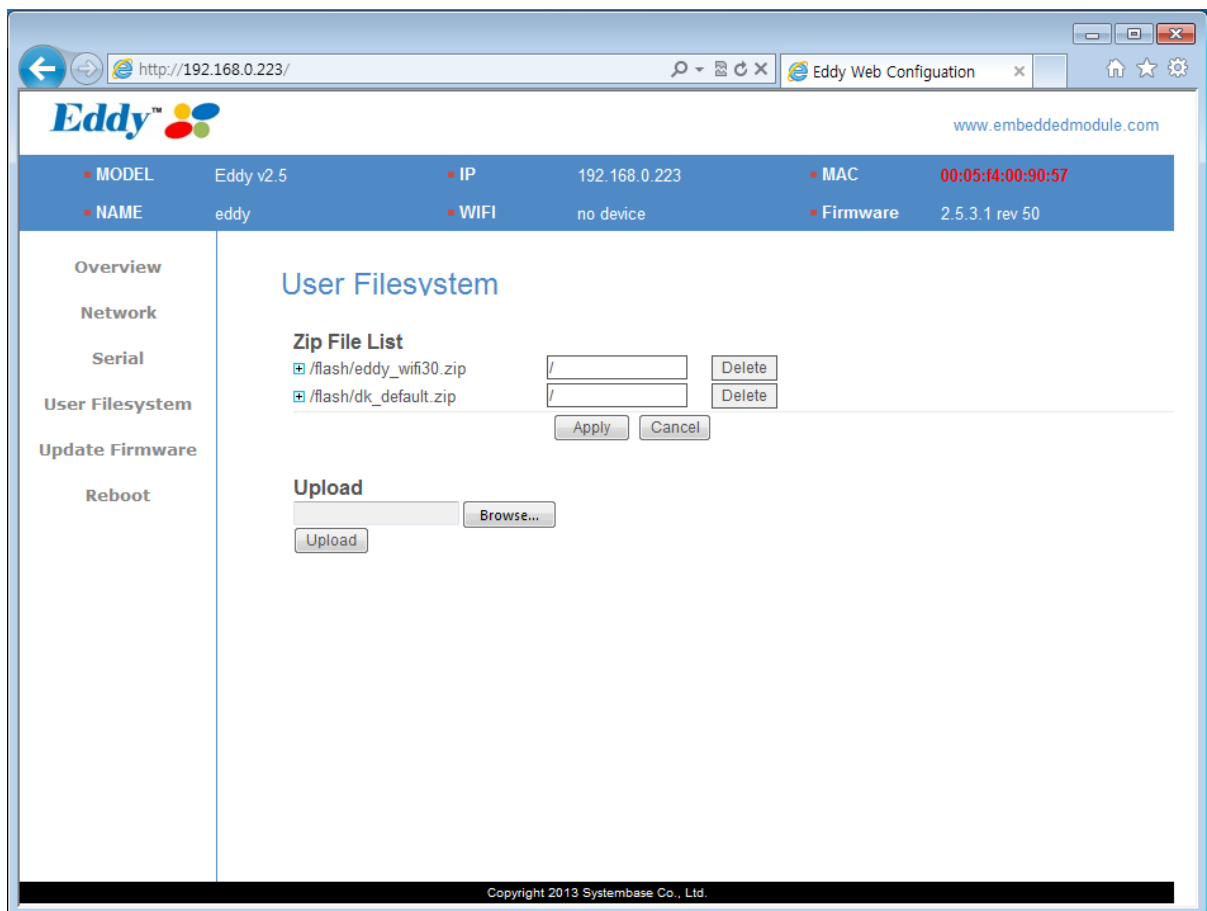 http://192.168.0.223/
Eddy Web Configuation
Eddy™
www.embeddedmodule.com
MODEL Eddy v2.5 IP 192.168.0.223 MAC 00:05:f4:00:90:57
NAME eddy WIFI no device Firmware 2.5.3.1 rev 50
Overview
Network
Serial
User Filesystem
Update Firmware
Reboot
User Filesystem
Zip File List
/flash/eddy_wifi30.zip / Delete
/flash/dk_default.zip / Delete
Apply Cancel
Upload
Browse...
Upload
Copyright 2013 Systembase Co., Ltd.